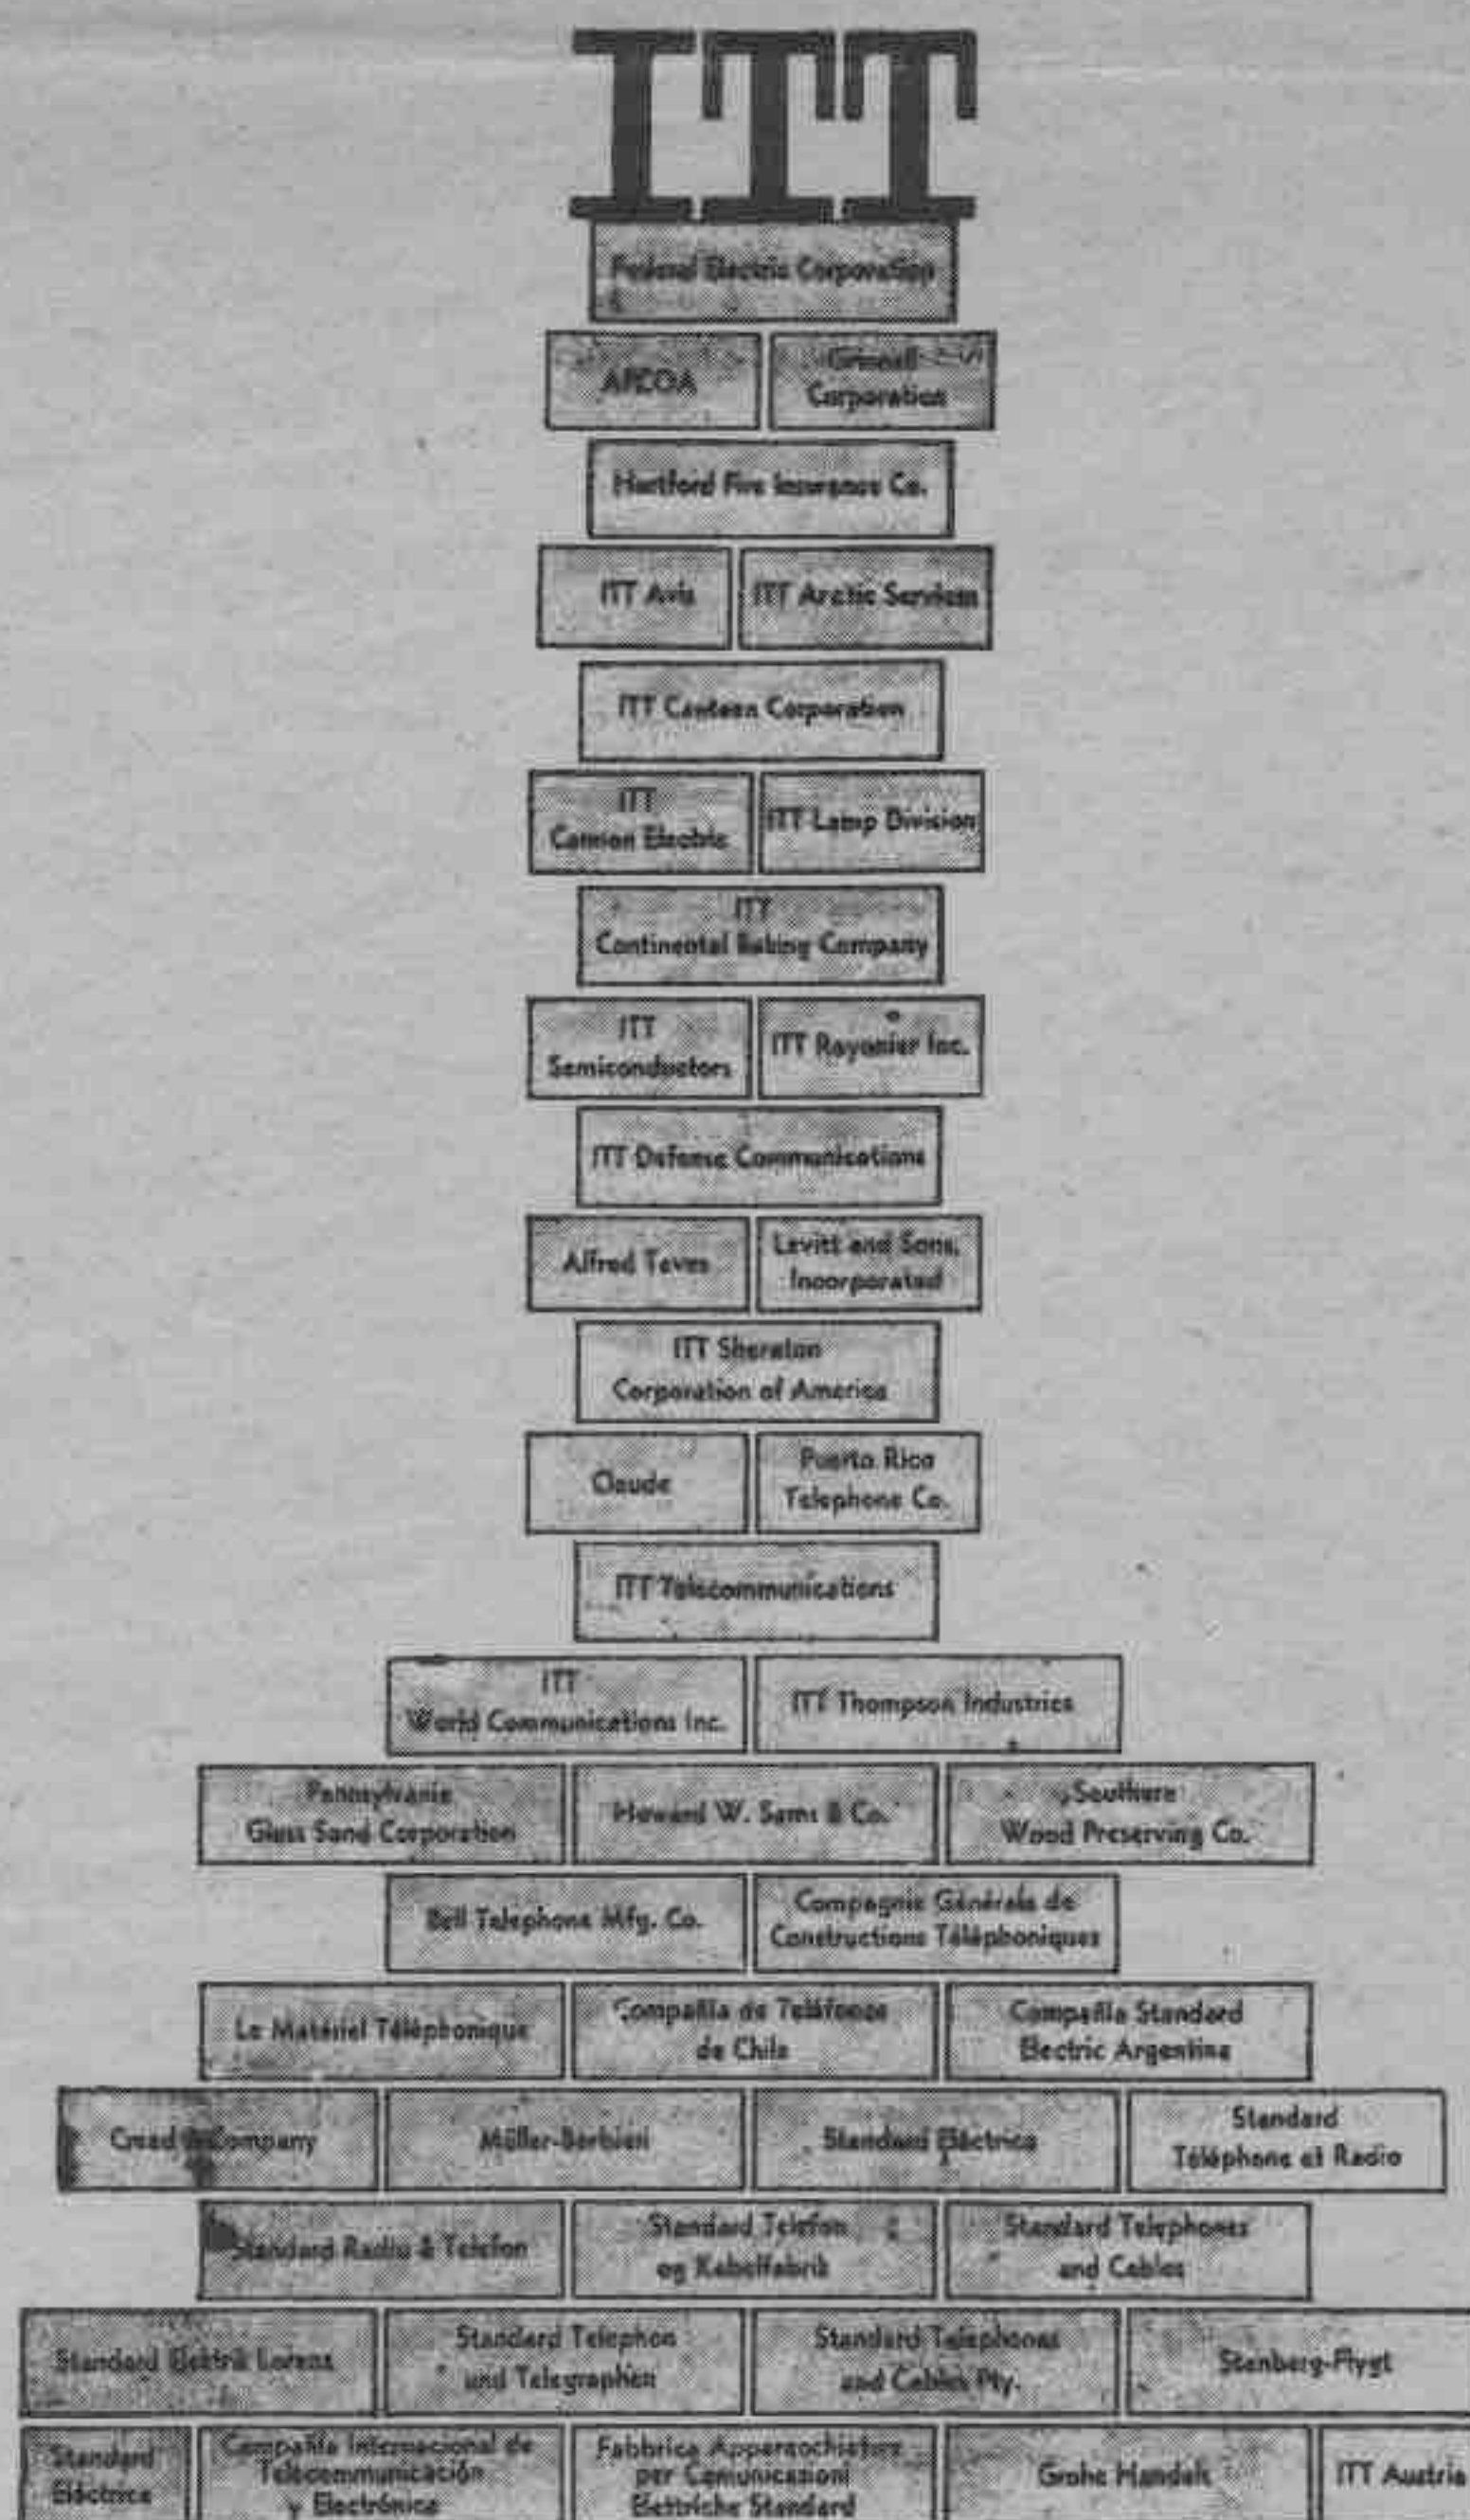 ITT
Federal Electric Corporation
APCOA
Grinnell
Corporation
Hartford Fire Insurance Co.
ITT Avis
ITT Arctic Services
ITT Canteen Corporation
ITT
Cannon Electric
ITT Lamp Division
ITT
Continental Baking Company
ITT
Semiconductors
ITT Rayonier Inc.
ITT Defense Communications
Alfred Teves
Levitt and Sons,
Incorporated
ITT Sheraton
Corporation of America
Claude
Puerto Rico
Telephone Co.
ITT Telecommunications
ITT
World Communications Inc.
ITT Thompson Industries
Pennsylvania
Glass Sand Corporation
Howard W. Sams & Co.
Southern
Wood Preserving Co.
Bell Telephone Mfg. Co.
Compagnie Générale de
Constructions Téléphoniques
Le Matériel Téléphonique
Compañía de Teléfonos
de Chile
Compañía Standard
Electric Argentina
Creed & Company
Müller-Barbieri
Standard Eléctrica
Standard
Téléphone et Radio
Standard Radio & Telefon
Standard Telefon
og Kabelfabrik
Standard Telephones
and Cables
Standard Elektrik Lorenz
Standard Telephon
und Telegraphen
Standard Telephones
and Cables Pty.
Stenberg-Flygt
Standard
Eléctrica
Compañía Internacional de
Telecommunicación
y Electrónica
Fabbrica Apparecchiature
per Comunicazioni
Elettriche Standard
Grohe Handels
ITT Austria